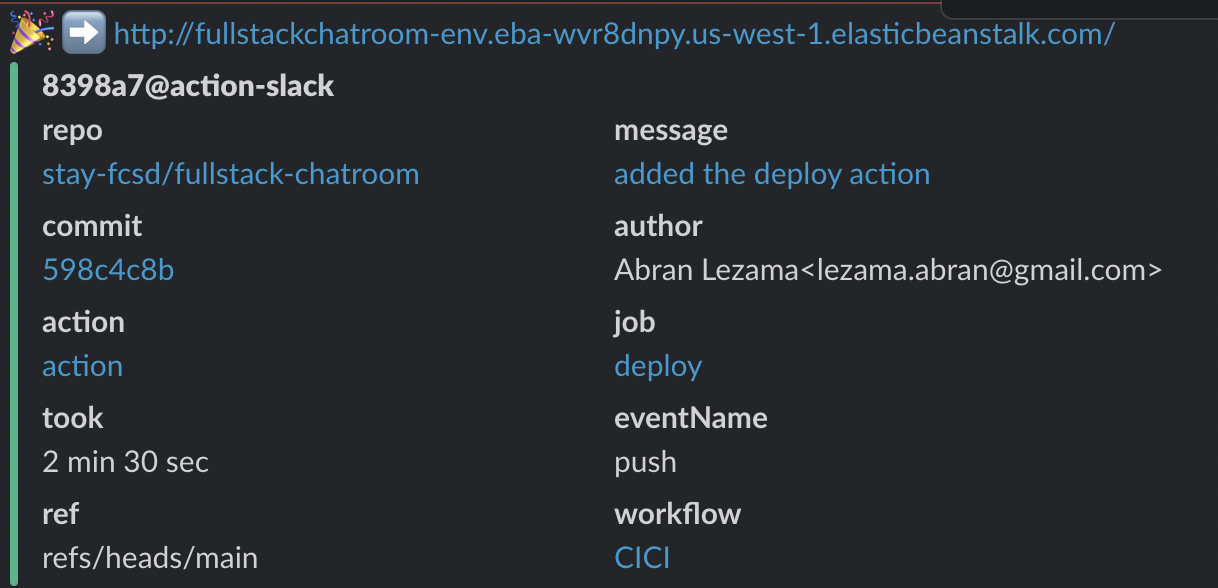 http://fullstackchatroom-env.eba-wvr8dnpy.us-west-1.elasticbeanstalk.com/
8398a7@action-slack
repo
stay-fcsd/fullstack-chatroom
message
added the deploy action
commit
598c4c8b
author
Abran Lezama<lezama.abran@gmail.com>
action
action
job
deploy
took
2 min 30 sec
eventName
push
ref
refs/heads/main
workflow
CICI